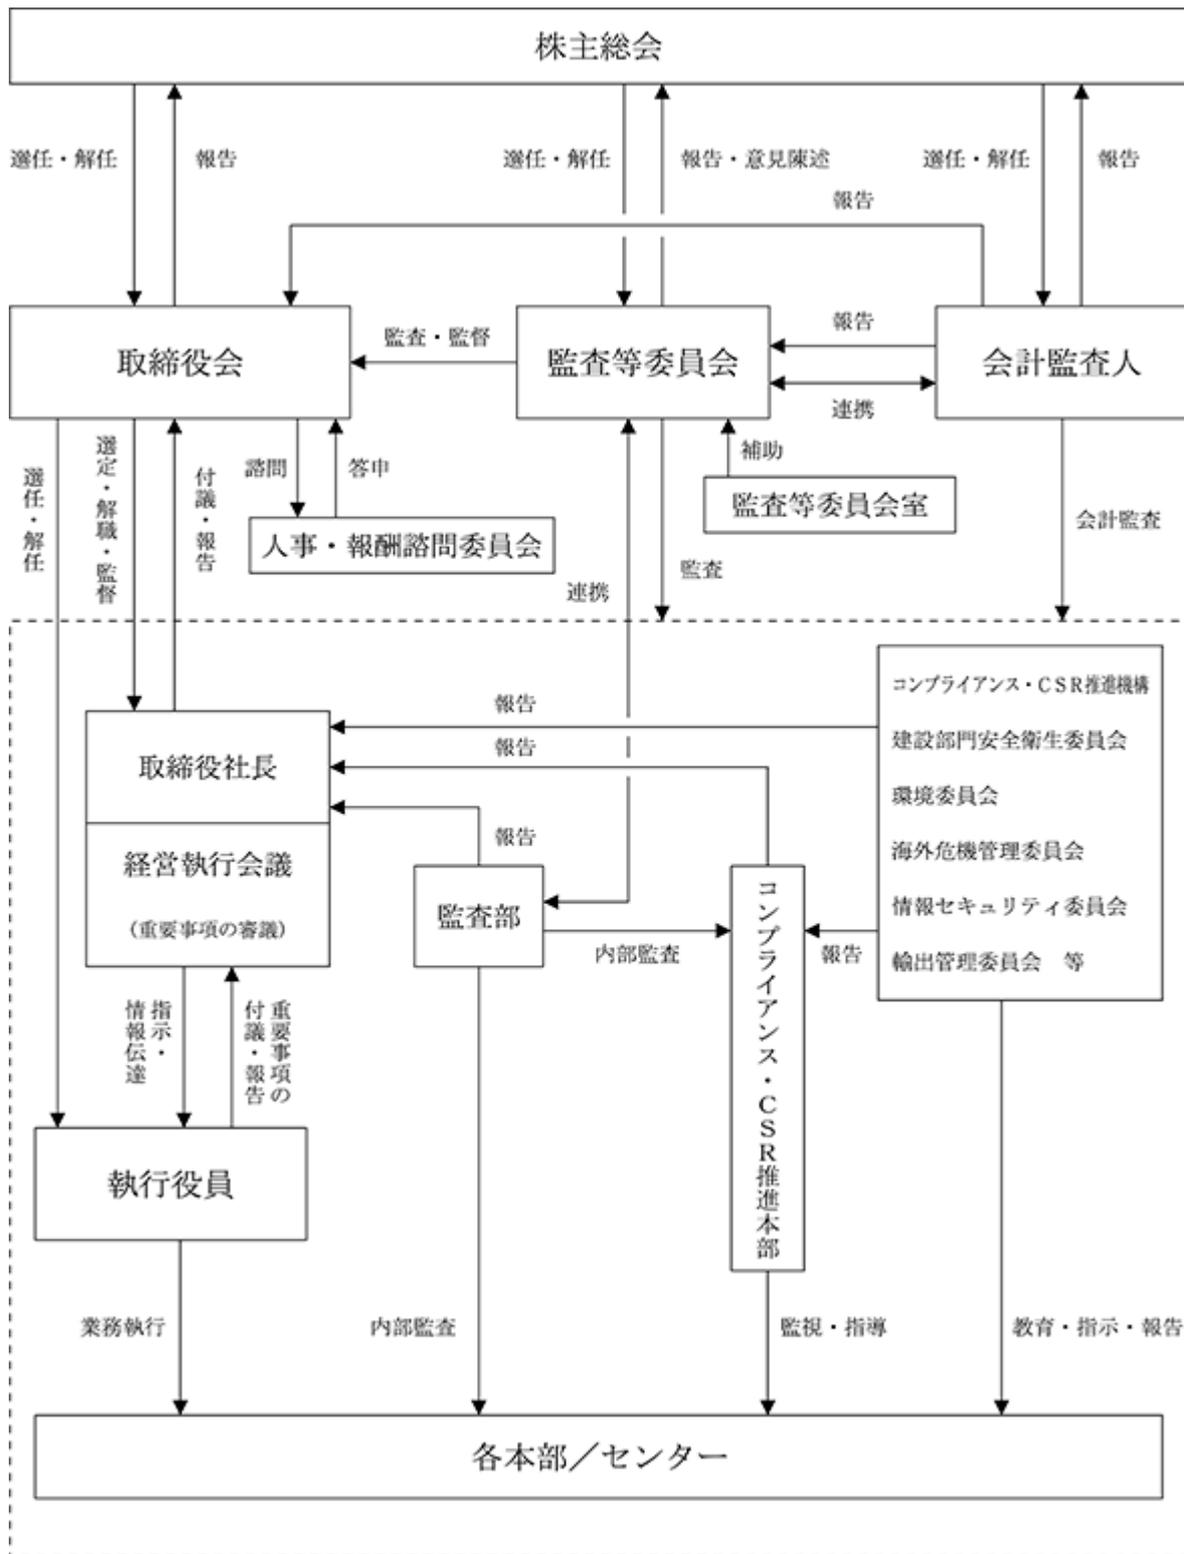 株主総会
選任・解任
報告
選任・解任
報告・意見陳述
選任・解任
報告
報告
取締役会
監査・監督
監査等委員会
報告
連携
会計監査人
選任・解任
選定・解職・監督
付議・報告
諮問
答申
人事・報酬諮問委員会
補助
監査等委員会室
連携
監査
会計監査
報告
報告
報告
取締役社長
経営執行会議
(重要事項の審議)
監査部
内部監査
コンプライアンス・CSR推進本部
報告
コンプライアンス・CSR推進機構
建設部門安全衛生委員会
環境委員会
海外危機管理委員会
情報セキュリティ委員会
輸出管理委員会 等
指示・
情報伝達
重要事項の
付議・報告
執行役員
業務執行
内部監査
監視・指導
教育・指示・報告
各本部/センター